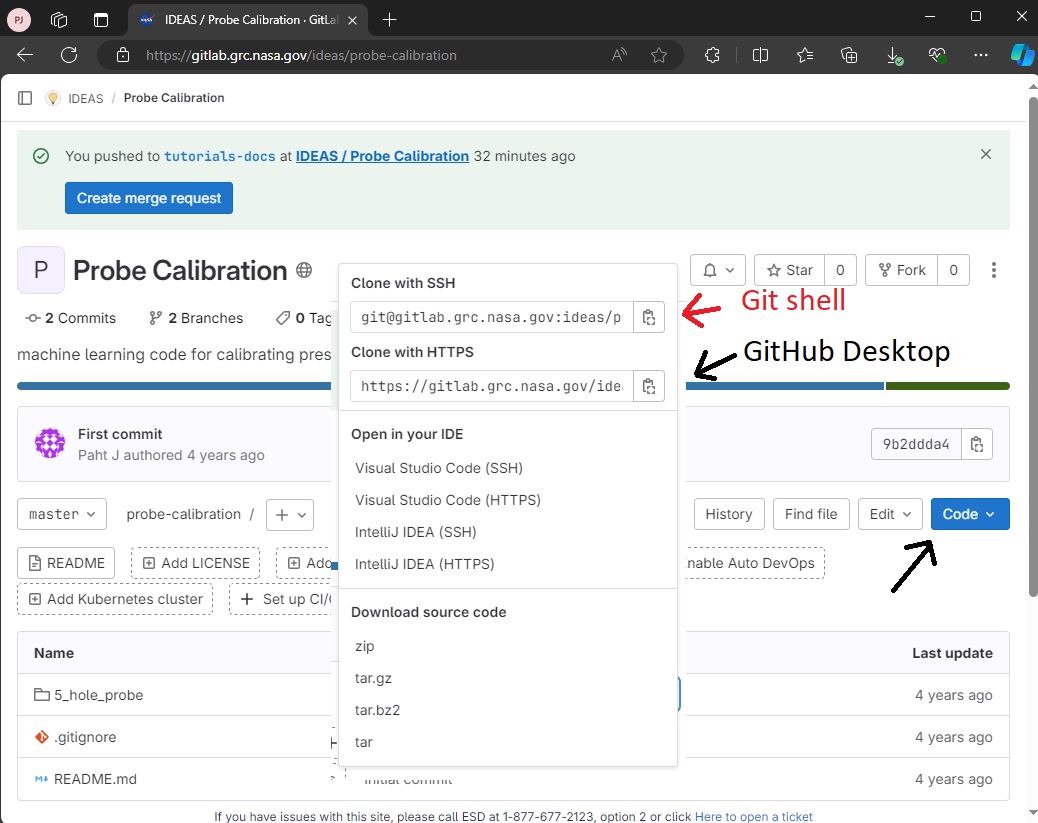 PJ
IDEAS / Probe Calibration · GitLa
https://gitlab.grc.nasa.gov/ideas/probe-calibration
IDEAS / Probe Calibration
You pushed to tutorials-docs at IDEAS / Probe Calibration 32 minutes ago
Create merge request
P Probe Calibration
Star 0
Fork 0
2 Commits 2 Branches 0 Tag
machine learning code for calibrating pres
Clone with SSH
git@gitlab.grc.nasa.gov:ideas/p
Git shell
Clone with HTTPS
https://gitlab.grc.nasa.gov/ide
GitHub Desktop
Open in your IDE
Visual Studio Code (SSH)
Visual Studio Code (HTTPS)
IntelliJ IDEA (SSH)
IntelliJ IDEA (HTTPS)
Download source code
zip
tar.gz
tar.bz2
tar
First commit
Paht J authored 4 years ago
9b2ddda4
master probe-calibration / + History Find file Edit Code
README Add LICENSE Add nable Auto DevOps
Add Kubernetes cluster + Set up CI/
Name Last update
5_hole_probe 4 years ago
.gitignore 4 years ago
README.md Initial commit 4 years ago
If you have issues with this site, please call ESD at 1-877-677-2123, option 2 or click Here to open a ticket